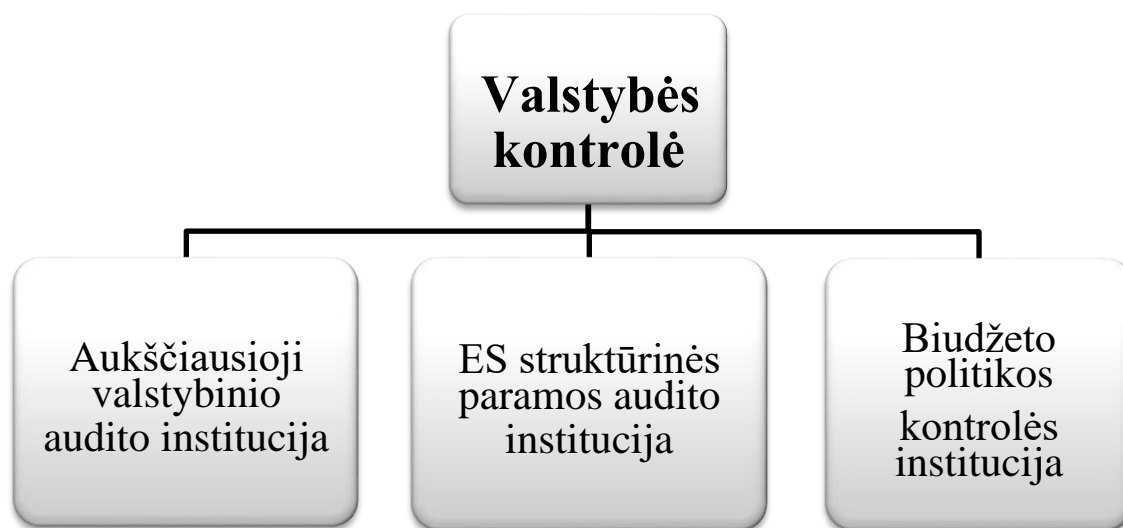 Valstybės
kontrolė
Aukščiausioji
valstybinio
audito institucija
ES struktūrinės
paramos audito
institucija
Biudžeto
politikos
kontrolės
institucija